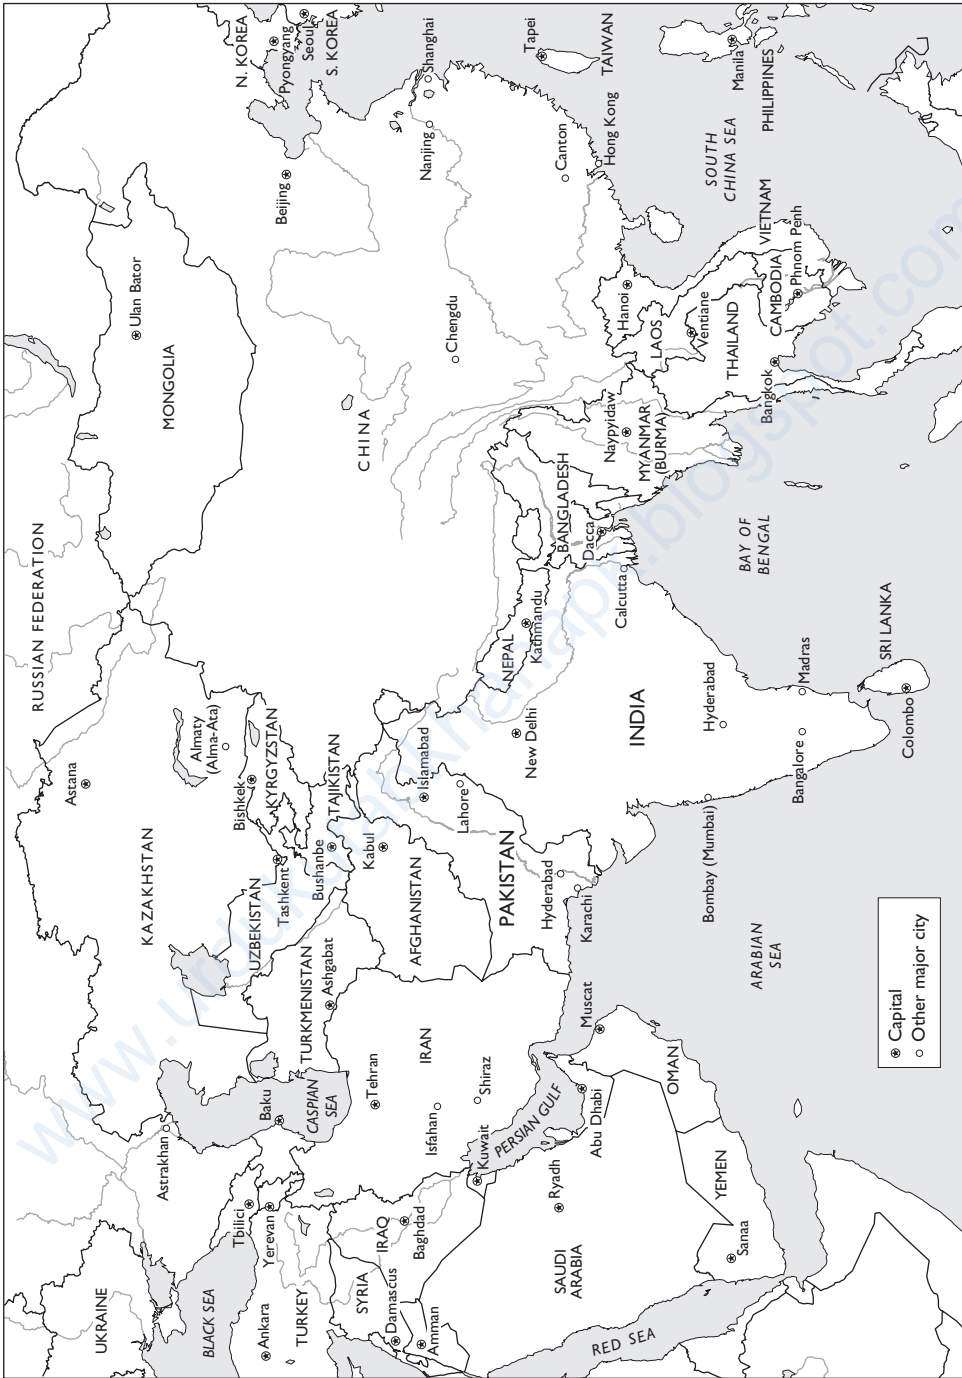 RUSSIAN FEDERATION
UKRAINE
Astrakhan
KAZAKHSTAN
Astana
Almaty
(Alma-Ata)
MONGOLIA
Ulan Bator
BLACK SEA
Tbilici
Yerevan
Baku
CASPIAN
SEA
UZBEKISTAN
Tashkent
Bishkek
KYRGYZSTAN
Ankara
TURKEY
TURKMENISTAN
Ashgabat
Bushanbe
TAJIKISTAN
Beijing
N. KOREA
Pyongyang
Seoul
S. KOREA
SYRIA
Damascus
Amman
IRAQ
Baghdad
Tehran
IRAN
Isfahan
Shiraz
Kabul
AFGHANISTAN
Islamabad
Lahore
CHINA
Chengdu
Nanjing
Shanghai
Kuwait
PERSIAN GULF
PAKISTAN
Hyderabad
Karachi
New Delhi
NEPAL
Kathmandu
BANGLADESH
Dacca
Calcutta
Canton
Hong Kong
Tapei
TAIWAN
SAUDI
ARABIA
Ryadh
Abu Dhabi
Muscat
OMAN
RED SEA
YEMEN
Sanaa
INDIA
Bombay (Mumbai)
Hyderabad
Bangalore
Madras
Naypyidaw
MYANMAR
(BURMA)
Hanoi
LAOS
Ventiane
THAILAND
Bangkok
CAMBODIA
Phnom Penh
VIETNAM
SOUTH
CHINA SEA
Manila
PHILIPPINES
ARABIAN
SEA
BAY OF
BENGAL
SRI LANKA
Colombo
Capital
Other major city
www.urdukutabkhanapk.blogspot.com